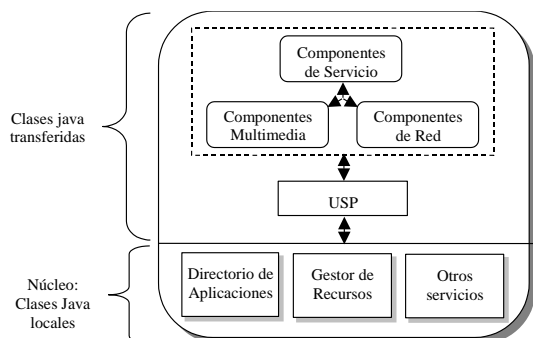 Componentes
de Servicio
Clases java
transferidas
Componentes
Multimedia
Componentes
de Red
USP
Núcleo:
Clases Java
locales
Directorio de
Aplicaciones
Gestor de
Recursos
Otros
servicios